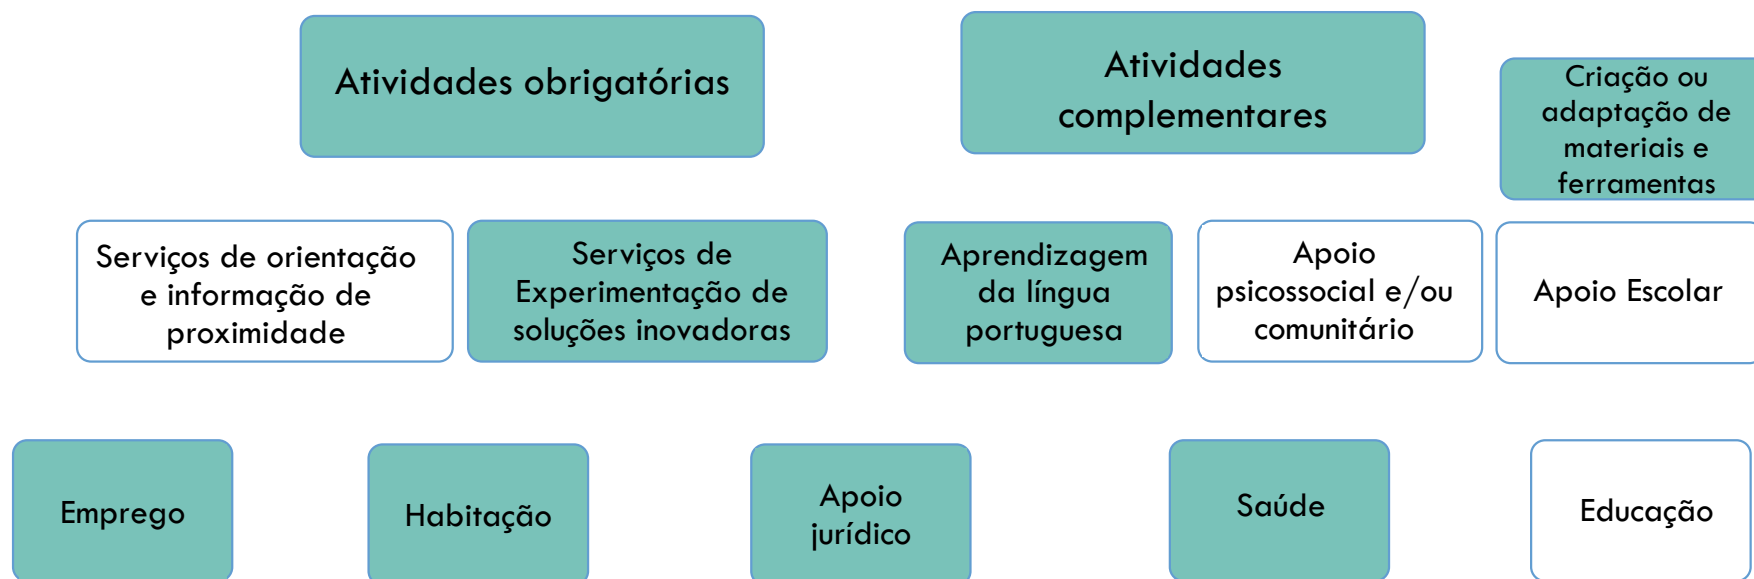 Atividades obrigatórias
Atividades
complementares
Criação ou
adaptação de
materiais e
ferramentas
Serviços de orientação
e informação de
proximidade
Serviços de
Experimentação de
soluções inovadoras
Aprendizagem
da língua
portuguesa
Apoio
psicossocial e/ou
comunitário
Apoio Escolar
Emprego
Habitação
Apoio
jurídico
Saúde
Educação